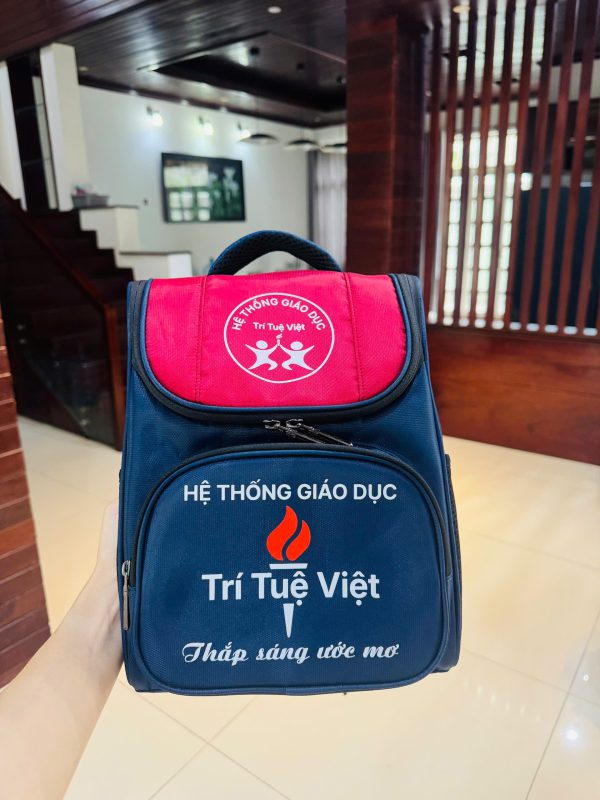 HỆ THỐNG GIÁO DỤC
Trí Tuệ Việt
HỆ THỐNG GIÁO DỤC
Trí Tuệ Việt
Thắp sáng ước mơ